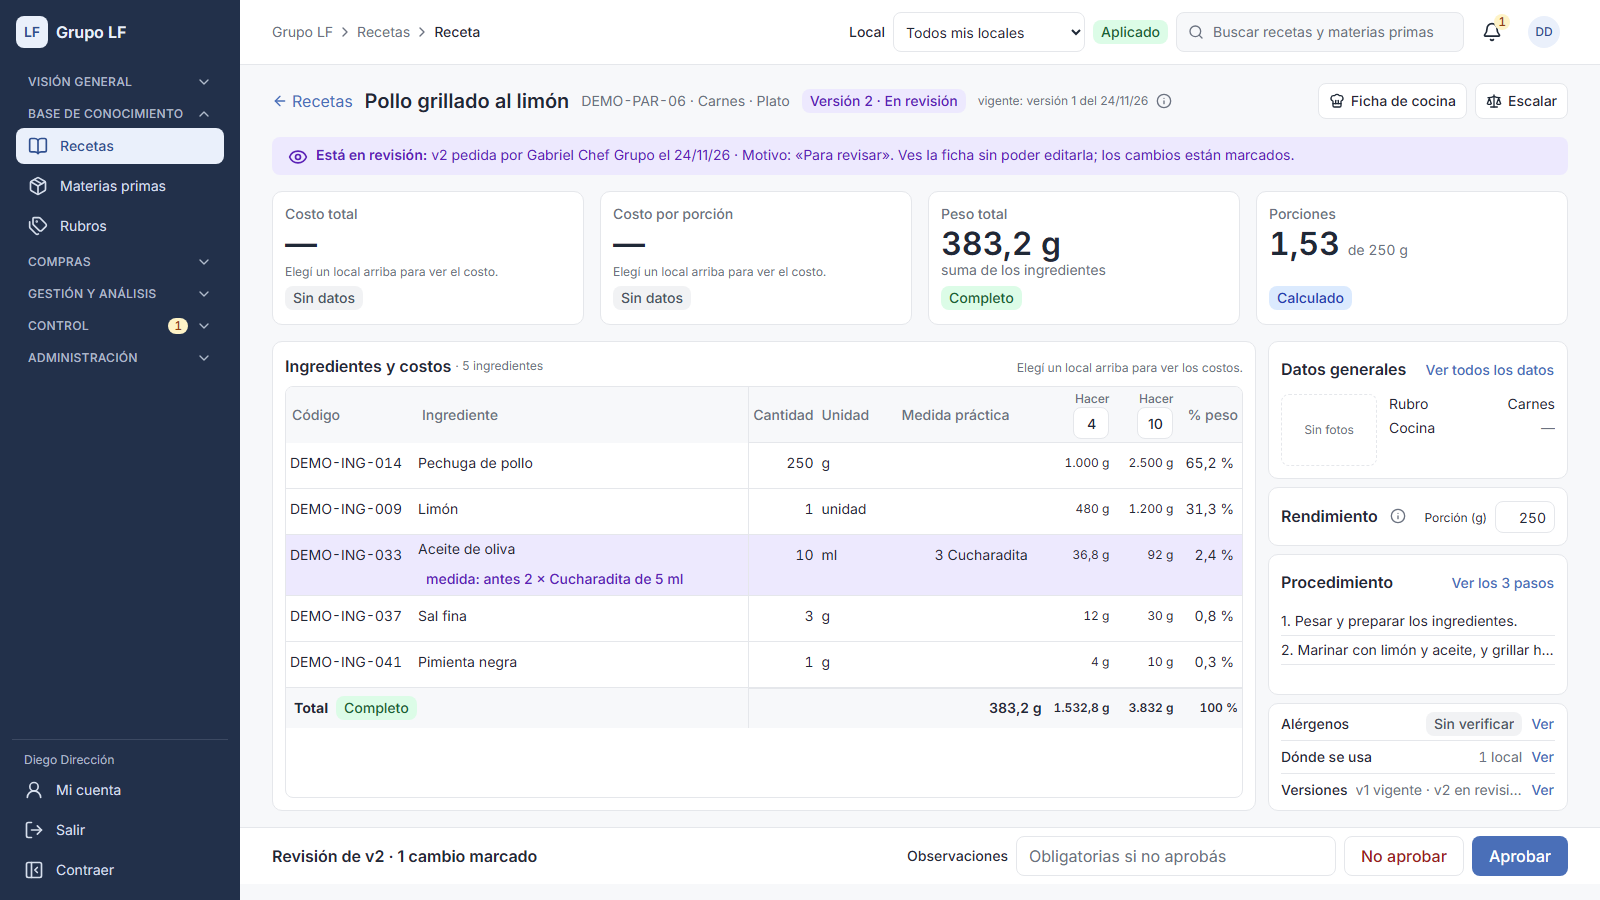 LF Grupo LF
VISIÓN GENERAL
BASE DE CONOCIMIENTO
Recetas
Materias primas
Rubros
COMPRAS
GESTIÓN Y ANÁLISIS
CONTROL 1
ADMINISTRACIÓN
Diego Dirección
Mi cuenta
Salir
Contraer
Grupo LF > Recetas > Receta
Local Todos mis locales Aplicado Buscar recetas y materias primas 1 DD
← Recetas Pollo grillado al limón DEMO-PAR-06 · Carnes · Plato Versión 2 · En revisión vigente: versión 1 del 24/11/26
Ficha de cocina Escalar
Está en revisión: v2 pedida por Gabriel Chef Grupo el 24/11/26 · Motivo: «Para revisar». Ves la ficha sin poder editarla; los cambios están marcados.
Costo total
—
Elegí un local arriba para ver el costo.
Sin datos
Costo por porción
—
Elegí un local arriba para ver el costo.
Sin datos
Peso total
383,2 g
suma de los ingredientes
Completo
Porciones
1,53 de 250 g
Calculado
Ingredientes y costos · 5 ingredientes Elegí un local arriba para ver los costos.
Código Ingrediente Cantidad Unidad Medida práctica Hacer 4 Hacer 10 % peso
DEMO-ING-014 Pechuga de pollo 250 g 1.000 g 2.500 g 65,2 %
DEMO-ING-009 Limón 1 unidad 480 g 1.200 g 31,3 %
DEMO-ING-033 Aceite de oliva 10 ml 3 Cucharadita 36,8 g 92 g 2,4 %
medida: antes 2 × Cucharadita de 5 ml
DEMO-ING-037 Sal fina 3 g 12 g 30 g 0,8 %
DEMO-ING-041 Pimienta negra 1 g 4 g 10 g 0,3 %
Total Completo 383,2 g 1.532,8 g 3.832 g 100 %
Datos generales Ver todos los datos
Sin fotos
Rubro Carnes
Cocina —
Rendimiento Porción (g) 250
Procedimiento Ver los 3 pasos
1. Pesar y preparar los ingredientes.
2. Marinar con limón y aceite, y grillar h...
Alérgenos Sin verificar Ver
Dónde se usa 1 local Ver
Versiones v1 vigente · v2 en revisi... Ver
Revisión de v2 · 1 cambio marcado
Observaciones Obligatorias si no aprobás No aprobar Aprobar